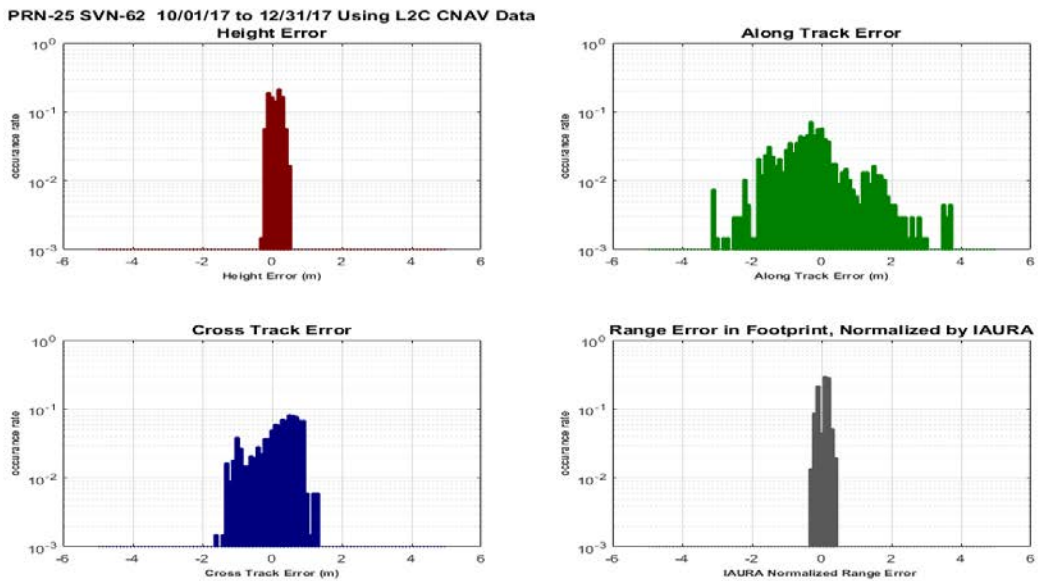 PRN-25 SVN-62 10/01/17 to 12/31/17 Using L2C CNAV Data
Height Error
10^0
10^-1
10^-2
10^-3
occurance rate
-6 -4 -2 0 2 4 6
Height Error (m)
Along Track Error
10^0
10^-1
10^-2
10^-3
occurance rate
-6 -4 -2 0 2 4 6
Along Track Error (m)
Cross Track Error
10^0
10^-1
10^-2
10^-3
occurance rate
-6 -4 -2 0 2 4 6
Cross Track Error (m)
Range Error in Footprint, Normalized by IAURA
10^0
10^-1
10^-2
10^-3
occurance rate
-6 -4 -2 0 2 4 6
IAURA Normalized Range Error